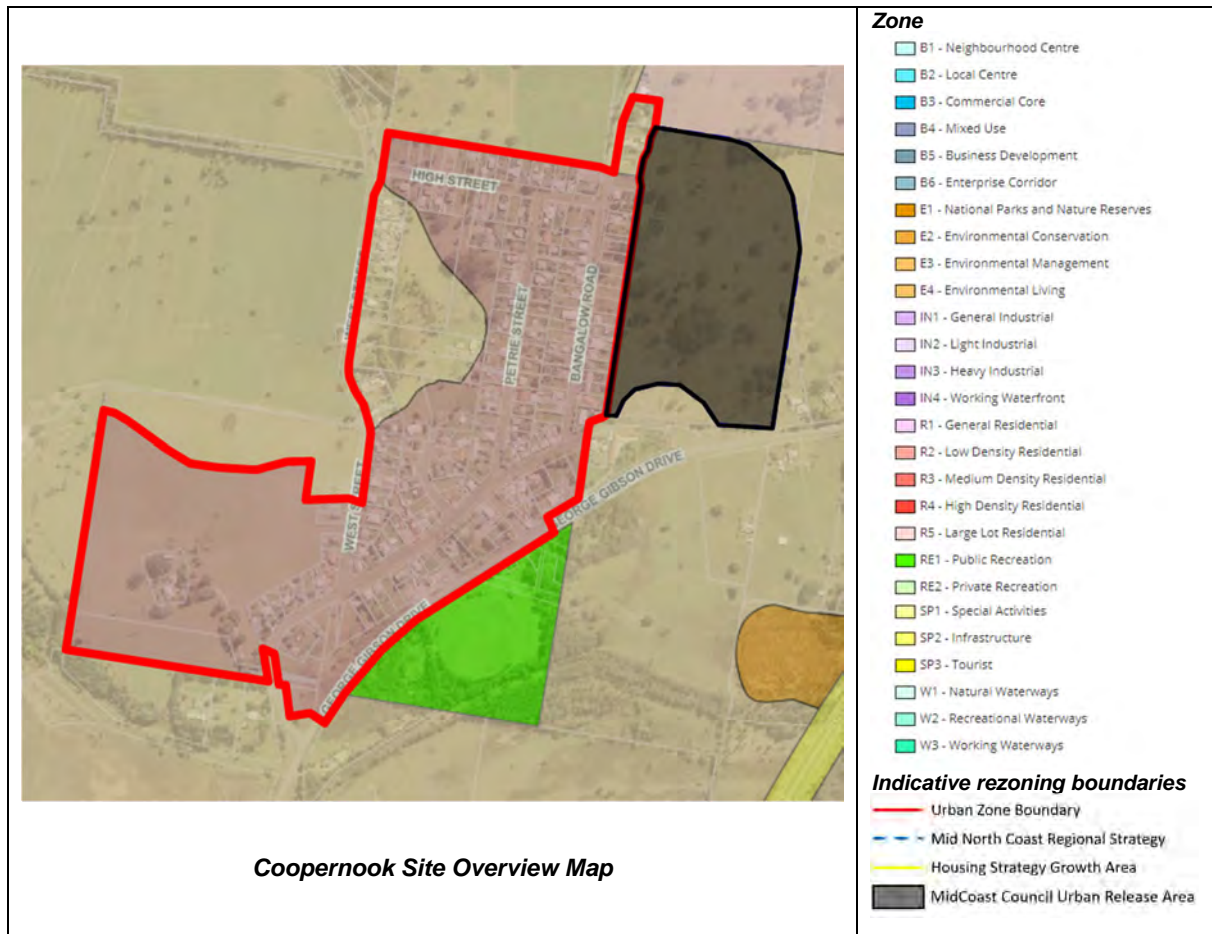 HIGH STREET
PETRIE STREET
BANGALOW ROAD
WEST STREET
GEORGE GIBSON DRIVE
EORGE GIBSON DRIVE
Coopernook Site Overview Map
Zone
B1 - Neighbourhood Centre
B2 - Local Centre
B3 - Commercial Core
B4 - Mixed Use
B5 - Business Development
B6 - Enterprise Corridor
E1 - National Parks and Nature Reserves
E2 - Environmental Conservation
E3 - Environmental Management
E4 - Environmental Living
IN1 - General Industrial
IN2 - Light Industrial
IN3 - Heavy Industrial
IN4 - Working Waterfront
R1 - General Residential
R2 - Low Density Residential
R3 - Medium Density Residential
R4 - High Density Residential
R5 - Large Lot Residential
RE1 - Public Recreation
RE2 - Private Recreation
SP1 - Special Activities
SP2 - Infrastructure
SP3 - Tourist
W1 - Natural Waterways
W2 - Recreational Waterways
W3 - Working Waterways
Indicative rezoning boundaries
Urban Zone Boundary
Mid North Coast Regional Strategy
Housing Strategy Growth Area
MidCoast Council Urban Release Area